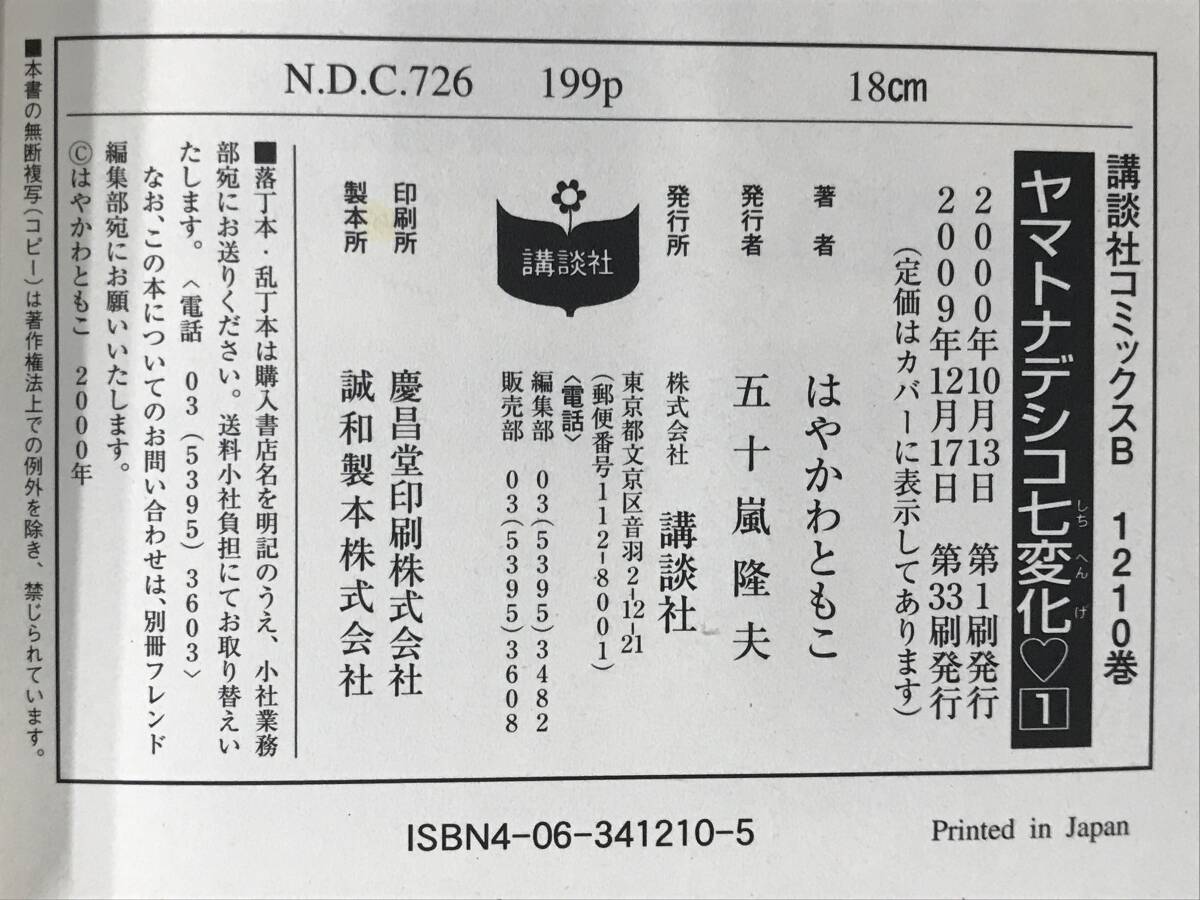 N.D.C.726 199p 18㎝
講談社コミックスB 1210巻
ヤマトナデシコ七変化♡1
しちへんげ
2000年10月13日 第1刷発行
2009年12月17日 第33刷発行
(定価はカバーに表示してあります)
著者 はやかわともこ
発行者 五十嵐隆夫
発行所 株式会社 講談社
東京都文京区音羽2-12-21
(郵便番号112-8001)
〈電話〉
編集部 03(5395)3482
販売部 03(5395)3608
講談社
印刷所 慶昌堂印刷株式会社
製本所 誠和製本株式会社
■落丁本・乱丁本は購入書店名を明記のうえ、小社業務
部宛にお送りください。送料小社負担にてお取り替えい
たします。〈電話 03(5395)3603〉
なお、この本についてのお問い合わせは、別冊フレンド
編集部宛にお願いいたします。
©はやかわともこ 2000年
■本書の無断複写(コピー)は著作権法上での例外を除き、禁じられています。
ISBN4-06-341210-5
Printed in Japan